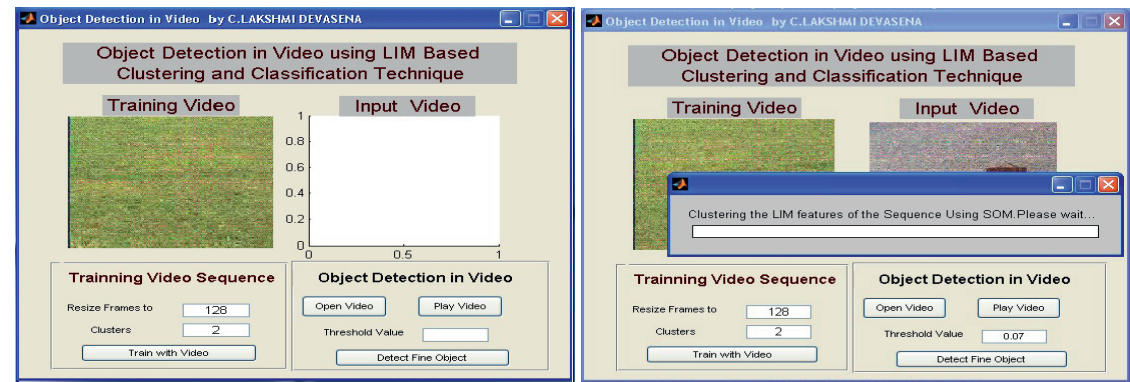 Object Detection in Video by C.LAKSHMI DEVASENA
Object Detection in Video using LIM Based
Clustering and Classification Technique
Training Video
Input Video
1
0.8
0.6
0.4
0.2
0
0
0.5
1
Trainning Video Sequence
Resize Frames to 128
Clusters 2
Train with Video
Object Detection in Video
Open Video Play Video
Threshold Value
Detect Fine Object
Object Detection in Video by C.LAKSHMI DEVASENA
Object Detection in Video using LIM Based
Clustering and Classification Technique
Training Video
Input Video
Clustering the LIM features of the Sequence Using SOM.Please wait...
Trainning Video Sequence
Resize Frames to 128
Clusters 2
Train with Video
Object Detection in Video
Open Video Play Video
Threshold Value 0.07
Detect Fine Object